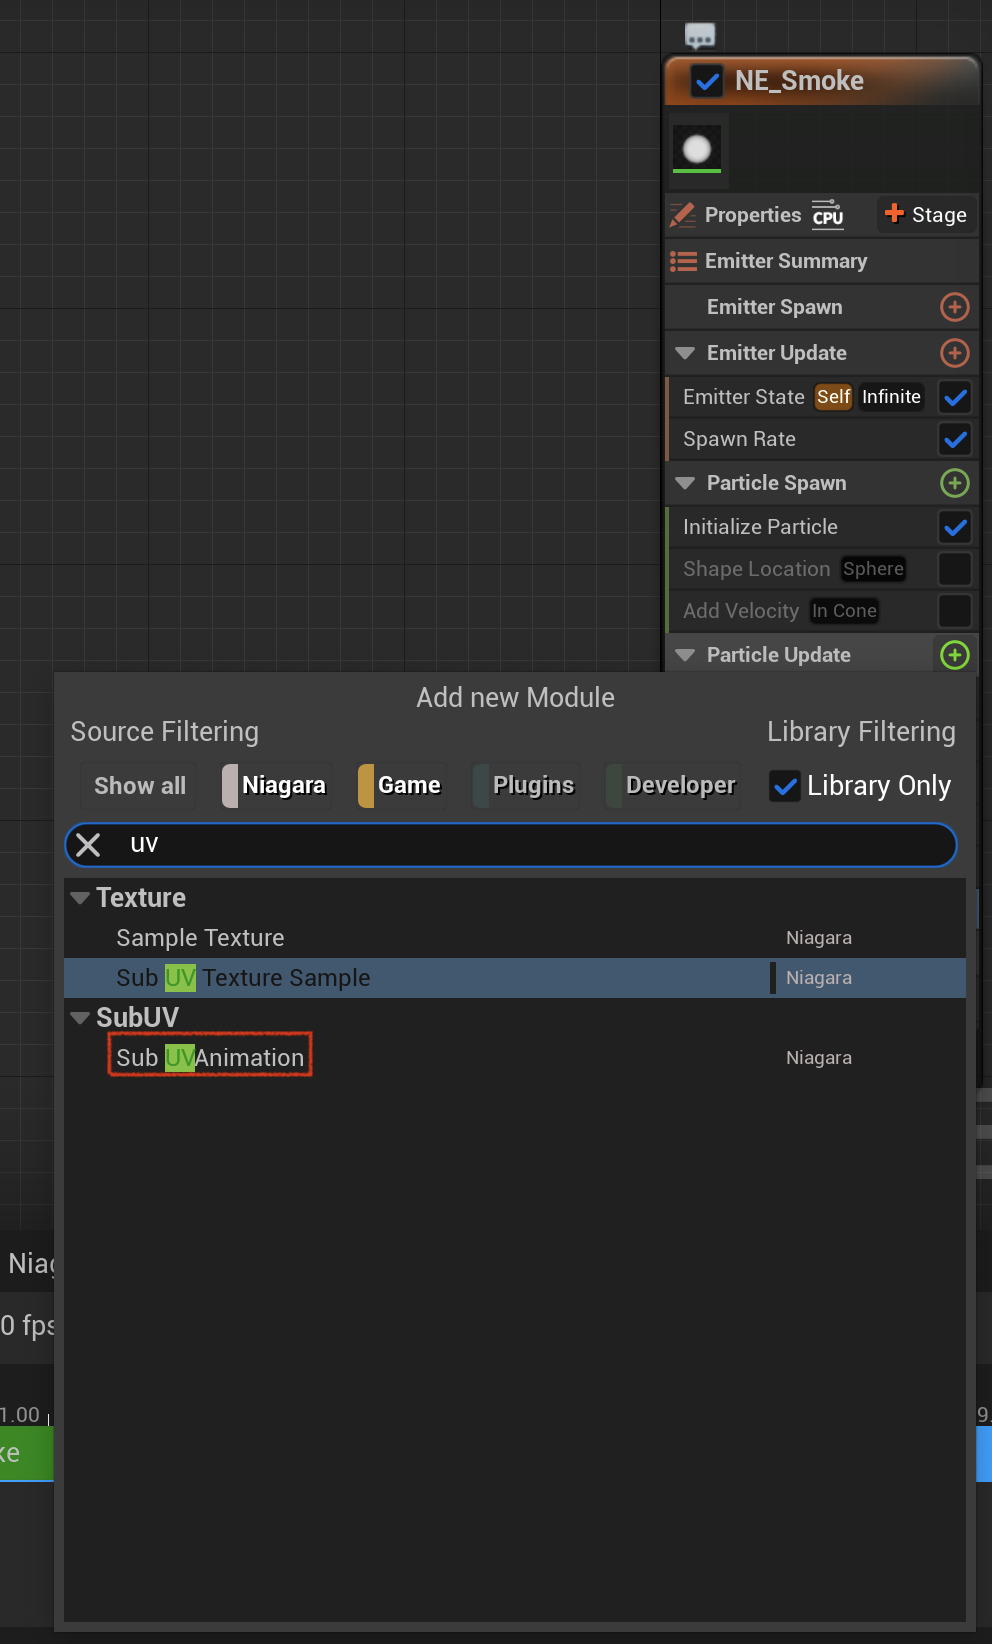 NE_Smoke
Properties CPU Stage
Emitter Summary
Emitter Spawn
Emitter Update
Emitter State Self Infinite
Spawn Rate
Particle Spawn
Initialize Particle
Shape Location Sphere
Add Velocity In Cone
Particle Update
Add new Module
Source Filtering Library Filtering
Show all Niagara Game Plugins Developer Library Only
uv
Texture
Sample Texture Niagara
Sub UV Texture Sample Niagara
SubUV
Sub UVAnimation Niagara
0 fps
1.00 9.
ke